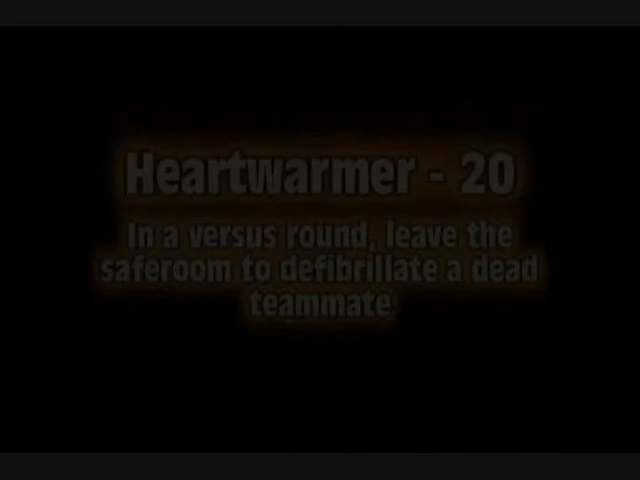 Heartwarmer - 20
In a versus round, leave the
saferoom to defibrillate a dead
teammate